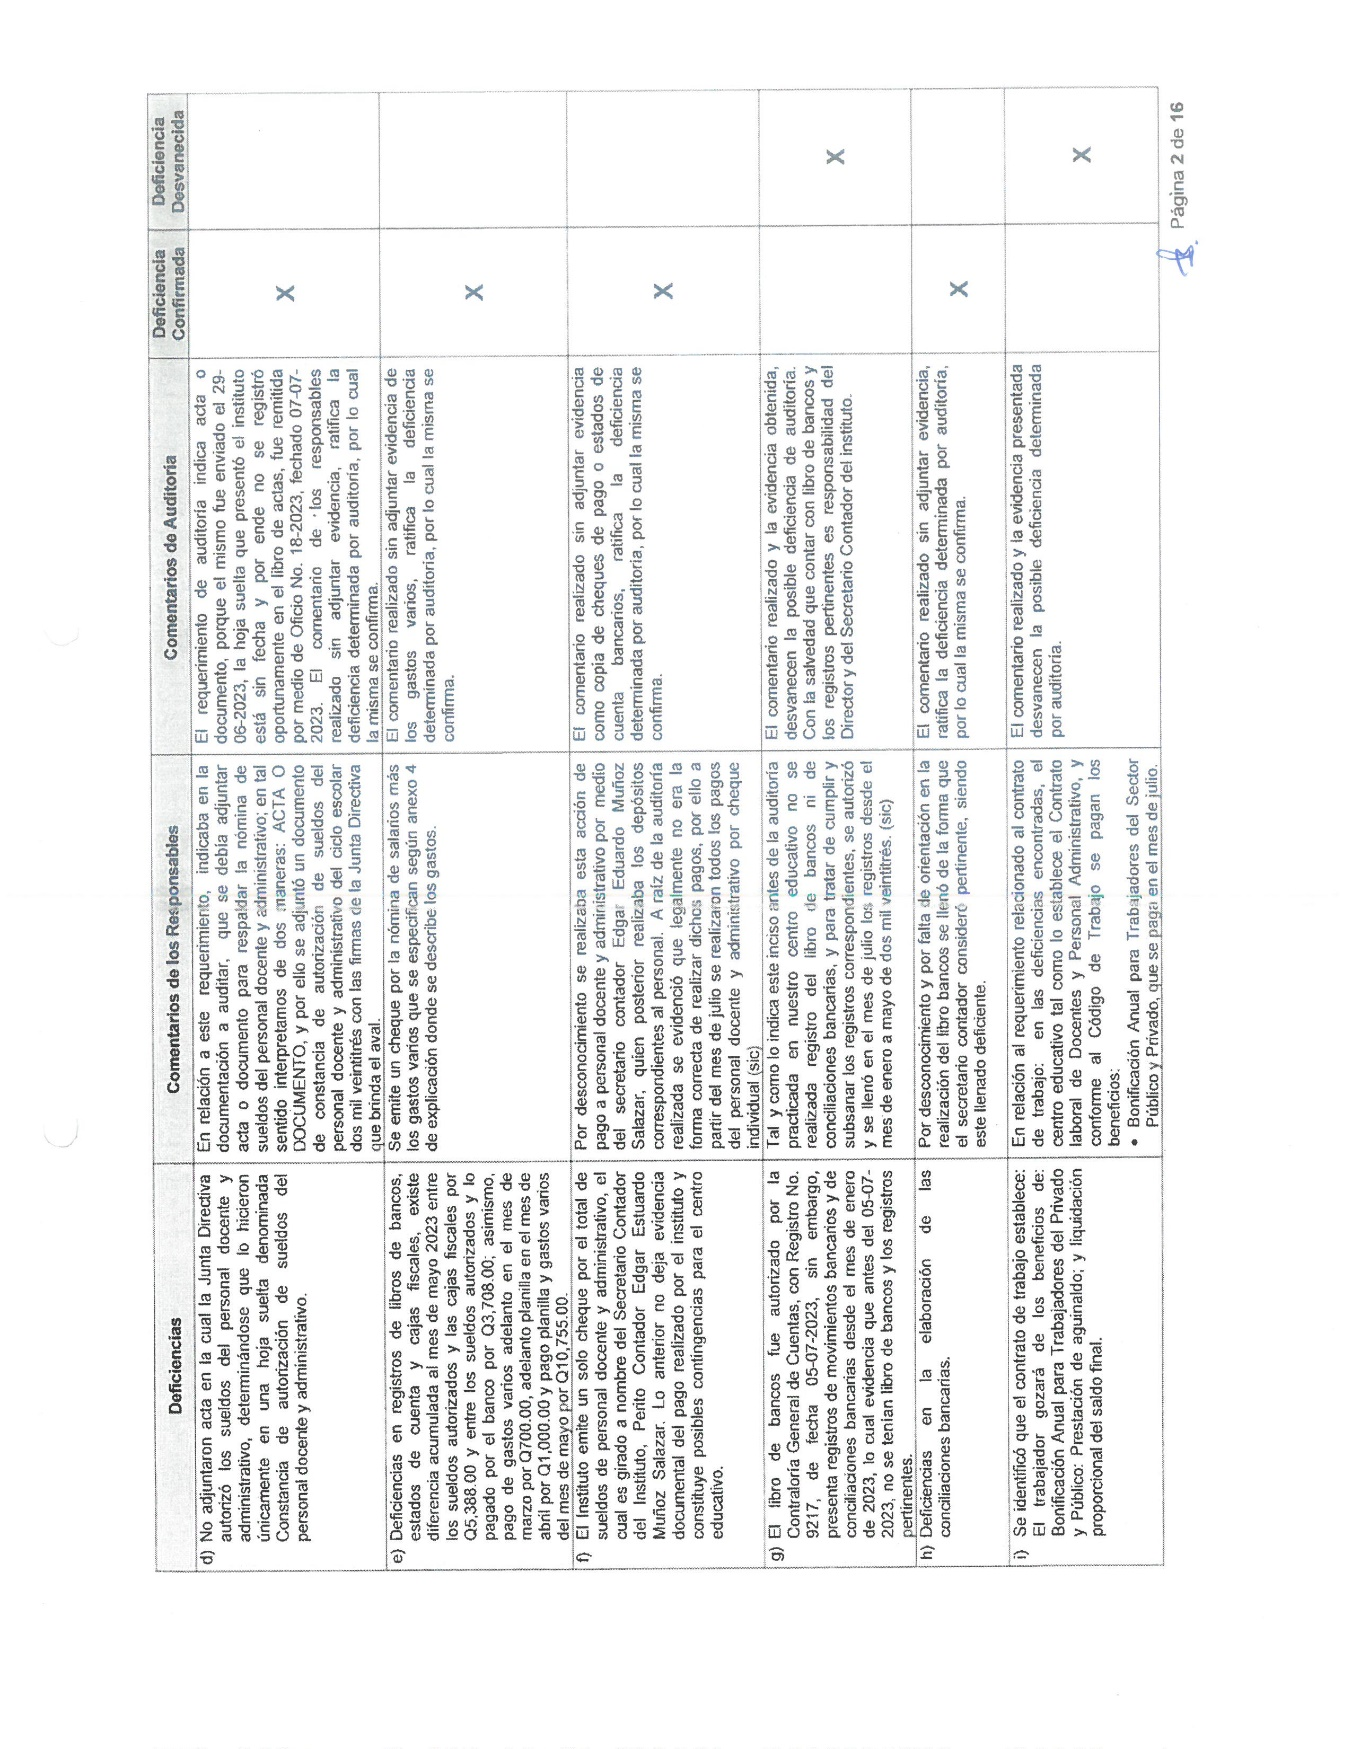 Deficiencias
Comentarios de los Responsables
Comentarios de Auditoría
Deficiencia
Confirmada
Deficiencia
Desvanecida
d) No adjuntaron acta en la cual la Junta Directiva
autorizó los sueldos del personal docente y
administrativo, determinándose que lo hicieron
únicamente en una hoja suelta denominada
Constancia de autorización de sueldos del
personal docente y administrativo.
En relación a este requerimiento, indicaba en la
documentación a auditar, que se debía adjuntar
acta o documento para respaldar la nómina de
sueldos del personal docente y administrativo; en tal
sentido interpretamos de dos maneras: ACTA O
DOCUMENTO, y por ello se adjuntó un documento
de constancia de autorización de sueldos del
personal docente y administrativo del ciclo escolar
dos mil veintitrés con las firmas de la Junta Directiva
que brinda el aval.
El requerimiento de auditoría indica acta o
documento, porque el mismo fue enviado el 29-
06-2023, la hoja suelta que presentó el instituto
está sin fecha y por ende no se registró
oportunamente en el libro de actas, fue remitida
por medio de Oficio No. 18-2023, fechado 07-07-
2023. El comentario de los responsables
realizado sin adjuntar evidencia, ratifica la
deficiencia determinada por auditoría, por lo cual
la misma se confirma.
X
e) Deficiencias en registros de libros de bancos,
estados de cuenta y cajas fiscales, existe
diferencia acumulada al mes de mayo 2023 entre
los sueldos autorizados y las cajas fiscales por
Q5,388.00 y entre los sueldos autorizados y lo
pagado por el banco por Q3,708.00; asimismo,
pago de gastos varios adelanto en el mes de
marzo por Q700.00, adelanto planilla en el mes de
abril por Q1,000.00 y pago planilla y gastos varios
del mes de mayo por Q10,755.00.
Se emite un cheque por la nómina de salarios más
los gastos varios que se especifican según anexo 4
de explicación donde se describe los gastos.
El comentario realizado sin adjuntar evidencia de
los gastos varios, ratifica la deficiencia
determinada por auditoria, por lo cual la misma se
confirma.
X
f) El Instituto emite un solo cheque por el total de
sueldos de personal docente y administrativo, el
cual es girado a nombre del Secretario Contador
del Instituto, Perito Contador Edgar Estuardo
Muñoz Salazar. Lo anterior no deja evidencia
documental del pago realizado por el instituto y
constituye posibles contingencias para el centro
educativo.
Por desconocimiento se realizaba esta acción de
pago a personal docente y administrativo por medio
del secretario contador Edgar Eduardo Muñoz
Salazar, quien posterior realizaba los depósitos
correspondientes al personal. A raíz de la auditoría
realizada se evidenció que legalmente no era la
forma correcta de realizar dichos pagos, por ello a
partir del mes de julio se realizaron todos los pagos
del personal docente y administrativo por cheque
individual (sic)
El comentario realizado sin adjuntar evidencia
como copia de cheques de pago o estados de
cuenta bancarios, ratifica la deficiencia
determinada por auditoria, por lo cual la misma se
confirma.
X
g) El libro de bancos fue autorizado por la
Contraloría General de Cuentas, con Registro No.
9217, de fecha 05-07-2023, sin embargo,
presenta registros de movimientos bancarios y de
conciliaciones bancarias desde el mes de enero
de 2023, lo cual evidencia que antes del 05-07-
2023, no se tenían libro de bancos y los registros
pertinentes.
Tal y como lo indica este inciso antes de la auditoría
practicada en nuestro centro educativo no se
realizada registro del libro de bancos ni de
conciliaciones bancarias, y para tratar de cumplir y
subsanar los registros correspondientes, se autorizó
y se llenó en el mes de julio los registros desde el
mes de enero a mayo de dos mil veintitrés. (sic)
El comentario realizado y la evidencia obtenida,
desvanecen la posible deficiencia de auditoría.
Con la salvedad que contar con libro de bancos y
los registros pertinentes es responsabilidad del
Director y del Secretario Contador del instituto.
X
h) Deficiencias en la elaboración de las
conciliaciones bancarias.
Por desconocimiento y por falta de orientación en la
realización del libro bancos se llenó de la forma que
el secretario contador consideró pertinente, siendo
este llenado deficiente.
El comentario realizado sin adjuntar evidencia,
ratifica la deficiencia determinada por auditoria,
por lo cual la misma se confirma.
X
i) Se identificó que el contrato de trabajo establece:
El trabajador gozará de los beneficios de:
Bonificación Anual para Trabajadores del Privado
y Público: Prestación de aguinaldo; y liquidación
proporcional del saldo final.
En relación al requerimiento relacionado al contrato
de trabajo: en las deficiencias encontradas, el
centro educativo tal como lo establece el Contrato
laboral de Docentes y Personal Administrativo, y
conforme al Código de Trabajo se pagan los
beneficios:
• Bonificación Anual para Trabajadores del Sector
Público y Privado, que se paga en el mes de julio.
El comentario realizado y la evidencia presentada
desvanecen la posible deficiencia determinada
por auditoría.
X
Página 2 de 16